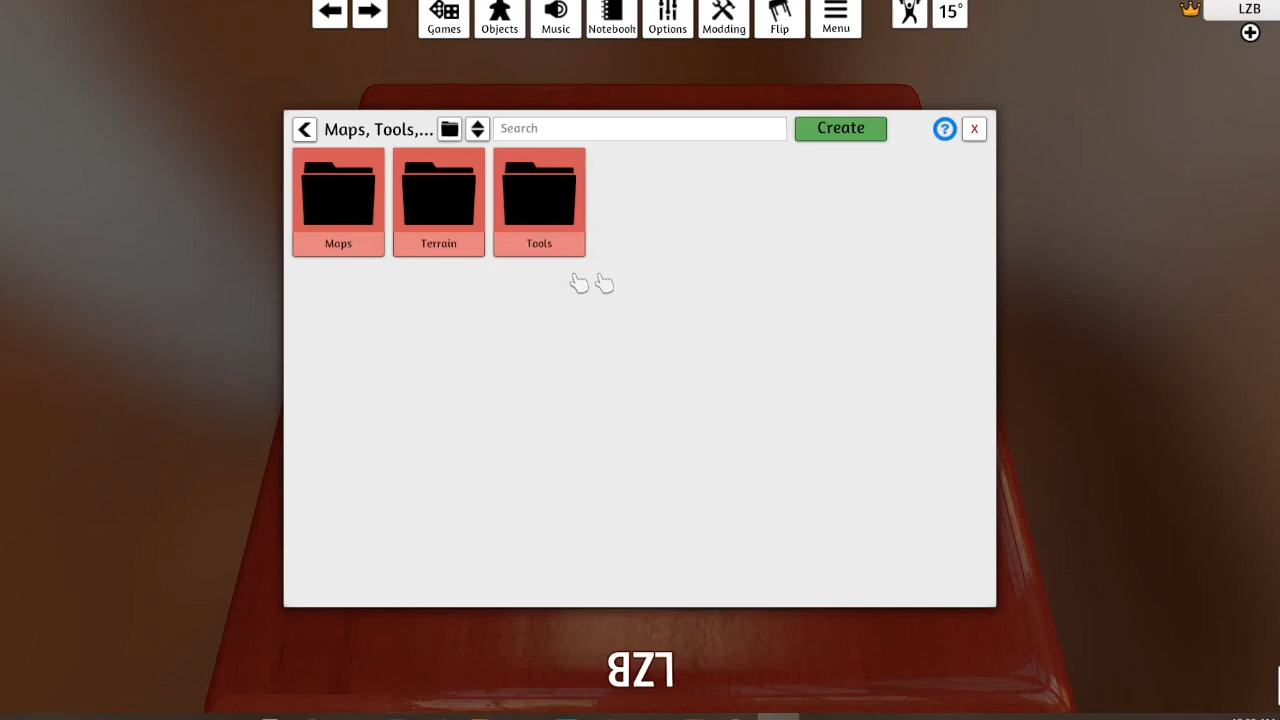 Games Objects Music Notebook Options Modding Flip Menu 15° LZB
Maps, Tools,... Search Create ? X
Maps Terrain Tools
LZB